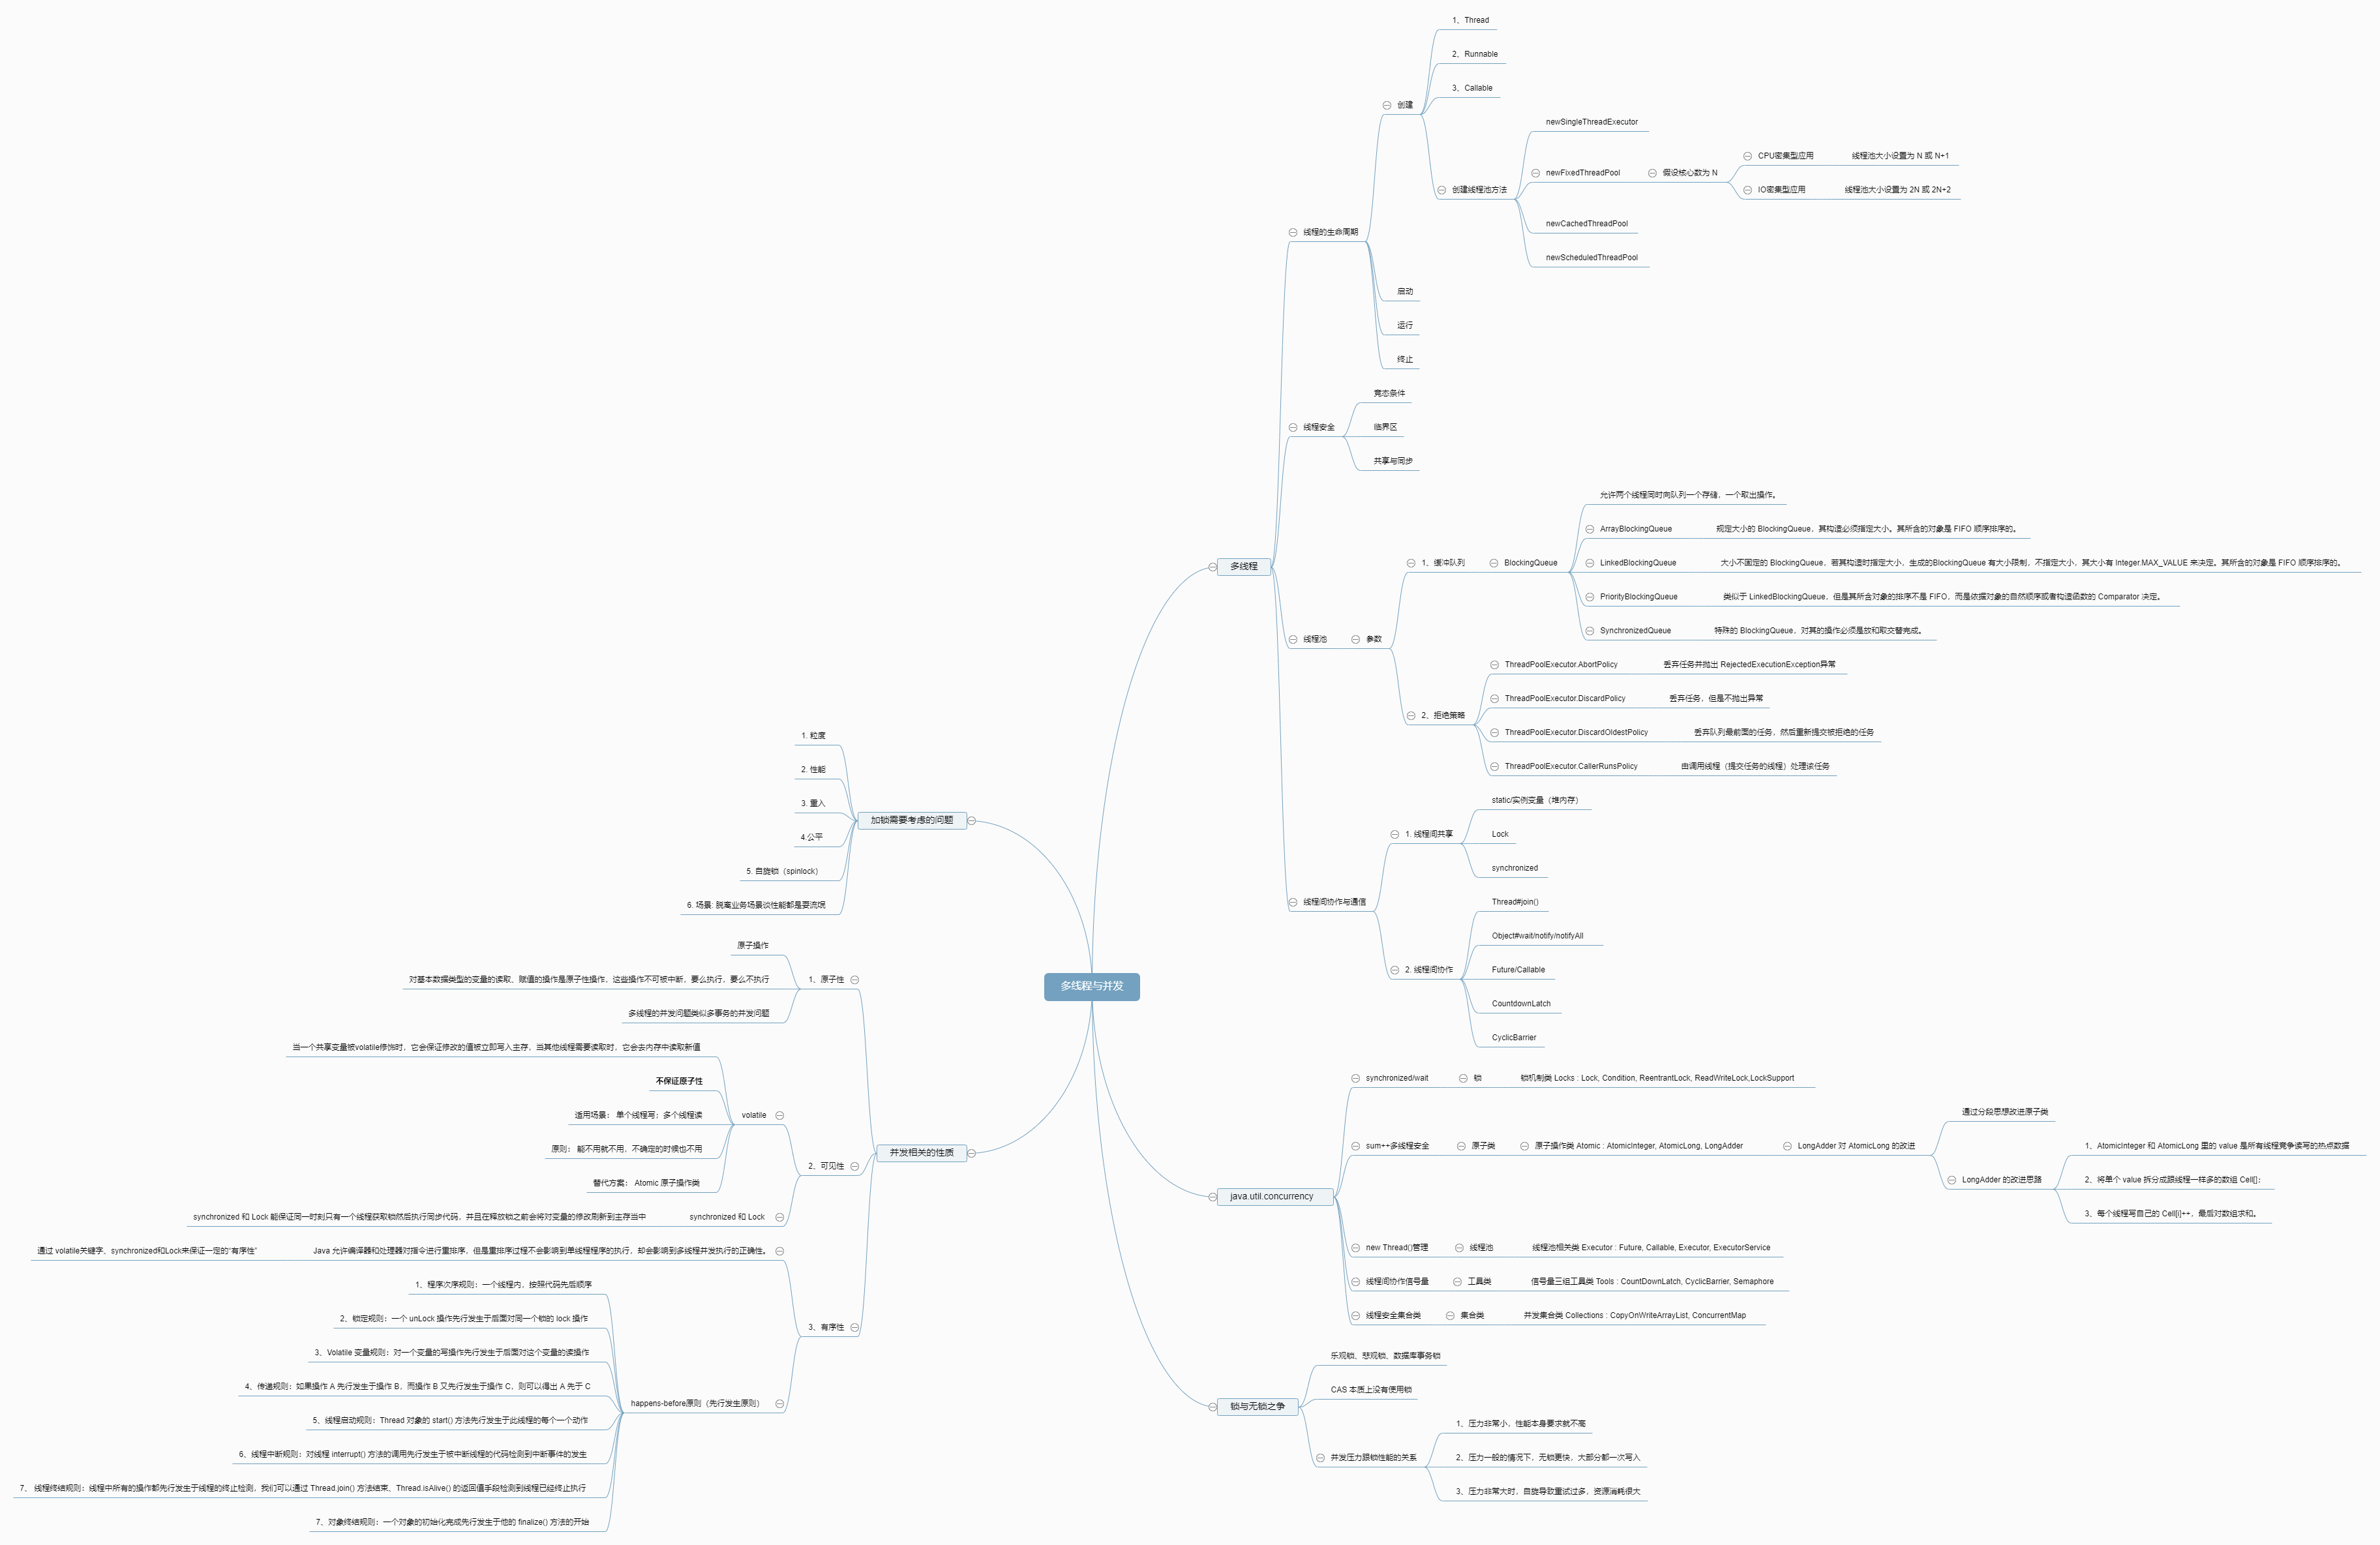 多线程与并发
多线程
线程的生命周期
创建
1、Thread
2、Runnable
3、Callable
创建线程池方法
newSingleThreadExecutor
newFixedThreadPool
假设核心数为 N
CPU密集型应用
线程池大小设置为 N 或 N+1
IO密集型应用
线程池大小设置为 2N 或 2N+2
newCachedThreadPool
newScheduledThreadPool
启动
运行
终止
线程安全
竟态条件
临界区
共享与同步
线程池
参数
1、缓冲队列
BlockingQueue
允许两个线程同时向队列一个存储，一个取出操作。
ArrayBlockingQueue
规定大小的 BlockingQueue，其构造必须指定大小。其所含的对象是 FIFO 顺序排序的。
LinkedBlockingQueue
大小不固定的 BlockingQueue，若其构造时指定大小，生成的BlockingQueue 有大小限制，不指定大小，其大小有 Integer.MAX_VALUE 来决定。其所含的对象是 FIFO 顺序排序的。
PriorityBlockingQueue
类似于 LinkedBlockingQueue，但是其所含对象的排序不是 FIFO，而是依据对象的自然顺序或者构造函数的 Comparator 决定。
SynchronizedQueue
特殊的 BlockingQueue，对其的操作必须是放和取交替完成。
2、拒绝策略
ThreadPoolExecutor.AbortPolicy
丢弃任务并抛出 RejectedExecutionException异常
ThreadPoolExecutor.DiscardPolicy
丢弃任务，但是不抛出异常
ThreadPoolExecutor.DiscardOldestPolicy
丢弃队列最前面的任务，然后重新提交被拒绝的任务
ThreadPoolExecutor.CallerRunsPolicy
由调用线程（提交任务的线程）处理该任务
线程间协作与通信
1. 线程间共享
static/实例变量（堆内存）
Lock
synchronized
2. 线程间协作
Thread#join()
Object#wait/notify/notifyAll
Future/Callable
CountdownLatch
CyclicBarrier
java.util.concurrency
synchronized/wait
锁
锁机制类 Locks : Lock, Condition, ReentrantLock, ReadWriteLock,LockSupport
sum++多线程安全
原子类
原子操作类 Atomic : AtomicInteger, AtomicLong, LongAdder
LongAdder 对 AtomicLong 的改进
通过分段思想改进原子类
LongAdder 的改进思路
1、AtomicInteger 和 AtomicLong 里的 value 是所有线程竞争读写的热点数据
2、将单个 value 拆分成跟线程一样多的数组 Cell[]；
3、每个线程写自己的 Cell[i]++，最后对数组求和。
new Thread()管理
线程池
线程池相关类 Executor : Future, Callable, Executor, ExecutorService
线程间协作信号量
工具类
信号量三组工具类 Tools : CountDownLatch, CyclicBarrier, Semaphore
线程安全集合类
集合类
并发集合类 Collections : CopyOnWriteArrayList, ConcurrentMap
锁与无锁之争
乐观锁、悲观锁、数据库事务锁
CAS 本质上没有使用锁
并发压力跟锁性能的关系
1、压力非常小，性能本身要求就不高
2、压力一般的情况下，无锁更快，大部分都一次写入
3、压力非常大时，自旋导致重试过多，资源消耗很大
加锁需要考虑的问题
1. 粒度
2. 性能
3. 重入
4.公平
5. 自旋锁（spinlock）
6. 场景: 脱离业务场景谈性能都是耍流氓
并发相关的性质
1、原子性
原子操作
对基本数据类型的变量的读取、赋值的操作是原子性操作，这些操作不可被中断，要么执行，要么不执行
多线程的并发问题类似多事务的并发问题
2、可见性
volatile
当一个共享变量被volatile修饰时，它会保证修改的值被立即写入主存，当其他线程需要读取时，它会去内存中读取新值
不保证原子性
适用场景： 单个线程写；多个线程读
原则： 能不用就不用，不确定的时候也不用
替代方案： Atomic 原子操作类
synchronized 和 Lock
synchronized 和 Lock 能保证同一时刻只有一个线程获取锁然后执行同步代码，并且在释放锁之前会将对变量的修改刷新到主存当中
3、有序性
Java 允许编译器和处理器对指令进行重排序，但是重排序过程不会影响到单线程程序的执行，却会影响到多线程并发执行的正确性。
通过 volatile关键字、synchronized和Lock来保证一定的“有序性”
happens-before原则（先行发生原则）
1、程序次序规则：一个线程内，按照代码先后顺序
2、锁定规则：一个 unLock 操作先行发生于后面对同一个锁的 lock 操作
3、Volatile 变量规则：对一个变量的写操作先行发生于后面对这个变量的读操作
4、传递规则：如果操作 A 先行发生于操作 B，而操作 B 又先行发生于操作 C，则可以得出 A 先于 C
5、线程启动规则：Thread 对象的 start() 方法先行发生于此线程的每个一个动作
6、线程中断规则：对线程 interrupt() 方法的调用先行发生于被中断线程的代码检测到中断事件的发生
7、 线程终结规则：线程中所有的操作都先行发生于线程的终止检测，我们可以通过 Thread.join() 方法结束、Thread.isAlive() 的返回值手段检测到线程已经终止执行
7、对象终结规则：一个对象的初始化完成先行发生于他的 finalize() 方法的开始